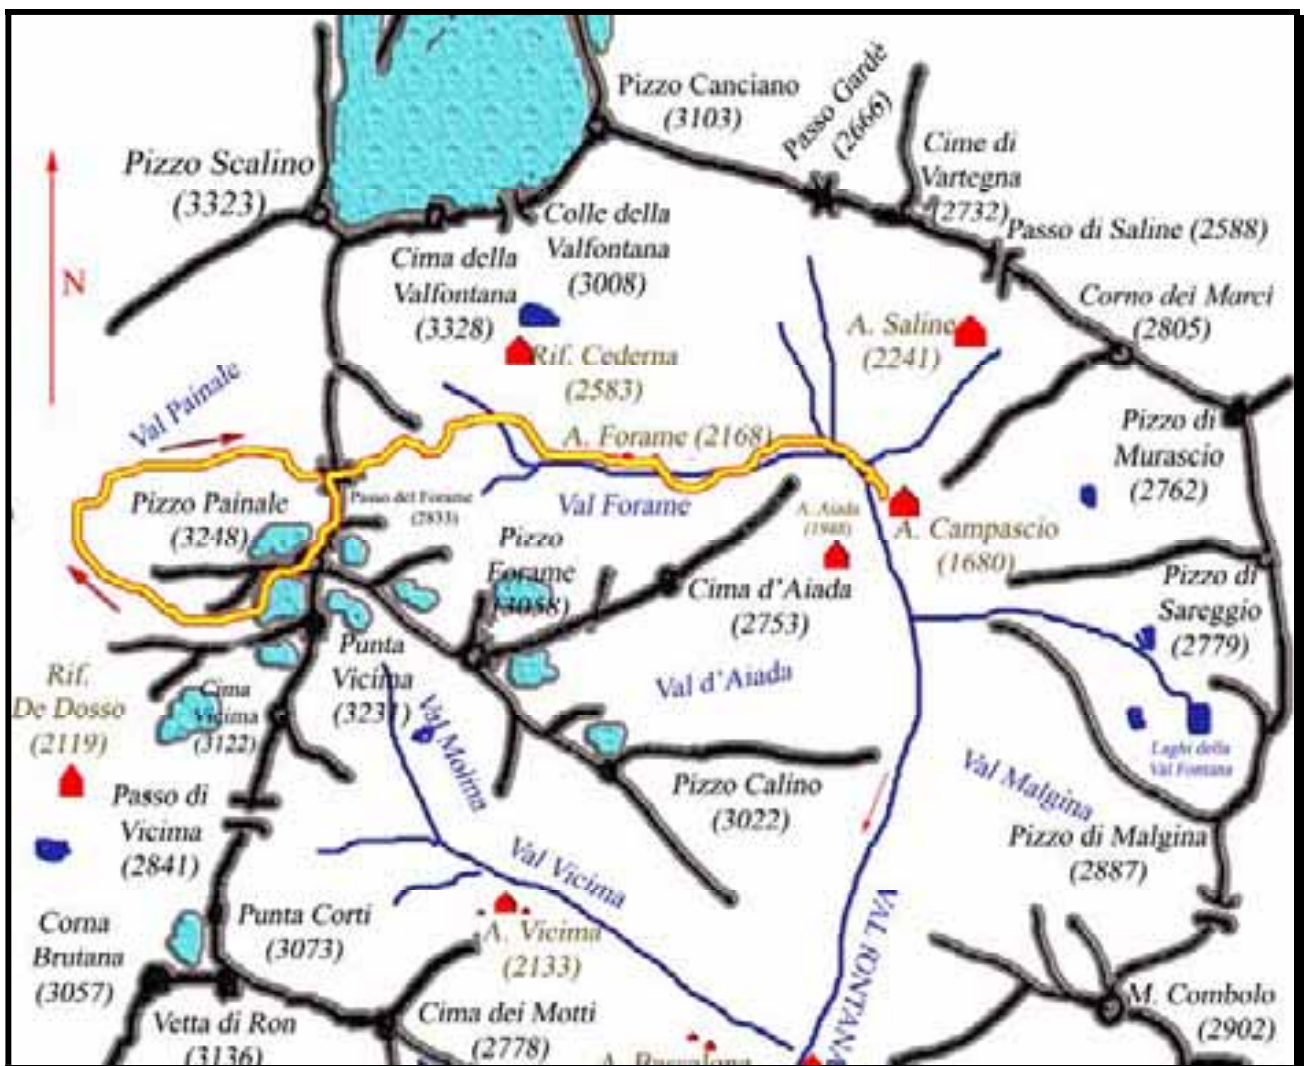 Pizzo Canciano
(3103)
Passo Gardè
(2666)
Cime di
Vartegna
(2732)
Pizzo Scalino
(3323)
Colle della
Valfontana
(3008)
Passo di Saline (2588)
Cima della
Valfontana
(3328)
N
Corno dei Marci
(2805)
A. Saline
(2241)
Rif. Cederna
(2583)
Val Painale
A. Forame (2168)
Pizzo di
Murascio
(2762)
Pizzo Painale
(3248)
Passo del Forame
(2833)
Val Forame
A. Aiada
(1988)
A. Campascio
(1680)
Pizzo
Forame
(3058)
Cima d'Aiada
(2753)
Pizzo di
Sareggio
(2779)
Punta
Vicima
(3231)
Rif.
De Dosso
(2119)
Cima
Vicima
(3122)
Val d'Aiada
Val Molina
Laghi della
Val Fontana
Val Malgina
Pizzo Calino
(3022)
Passo di
Vicima
(2841)
Pizzo di Malgina
(2887)
Val Vicima
Corna
Brutana
(3057)
Punta Corti
(3073)
A. Vicima
(2133)
VAL FONTANA
M. Combolo
(2902)
Vetta di Ron
(3136)
Cima dei Motti
(2778)